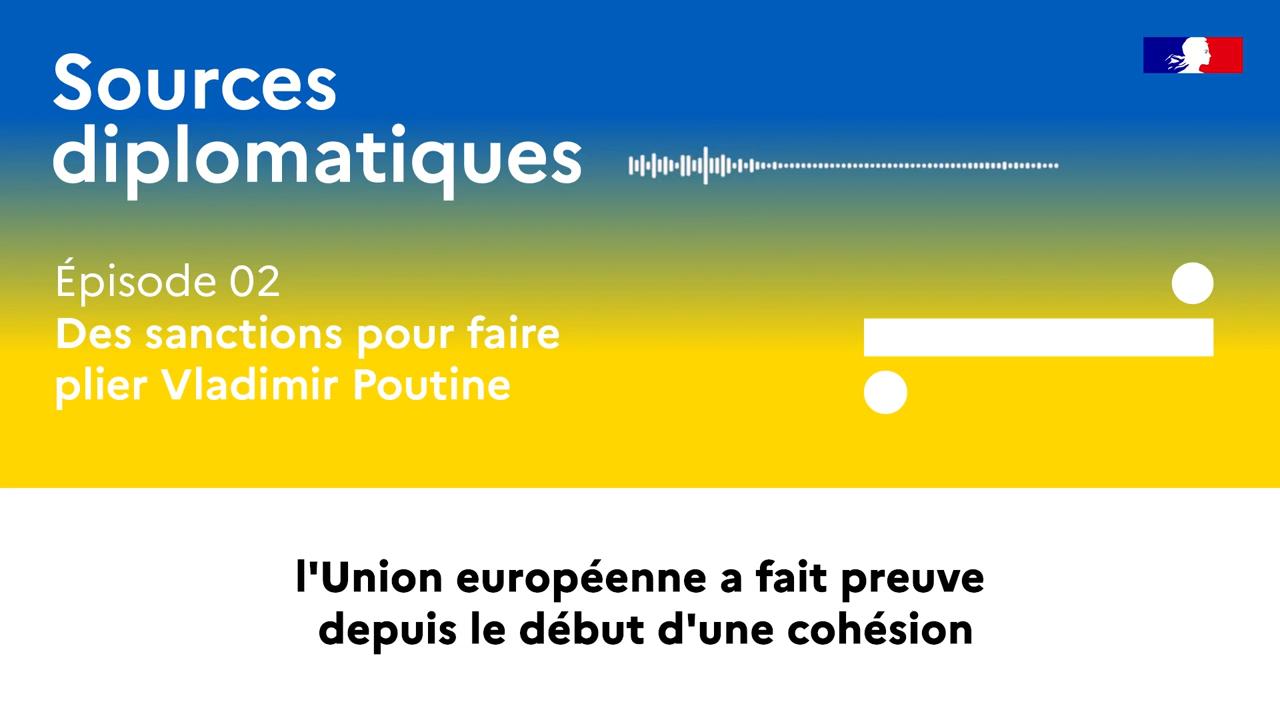 Sources
diplomatiques
Épisode 02
Des sanctions pour faire
plier Vladimir Poutine
l'Union européenne a fait preuve
depuis le début d'une cohésion